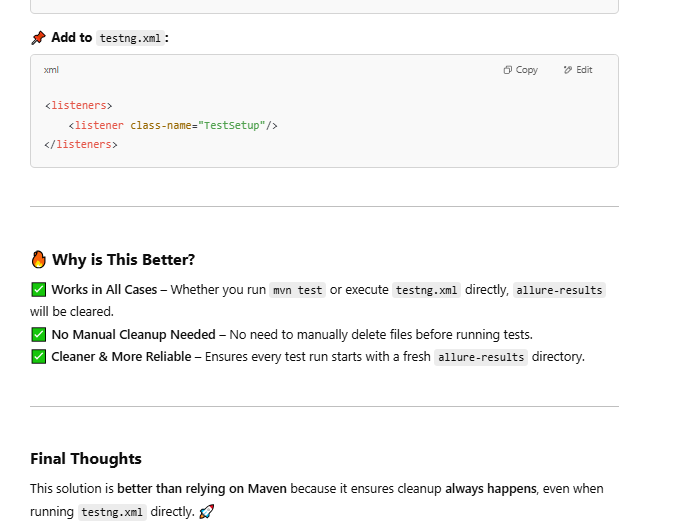 📌 Add to testng.xml:
xml Copy Edit
<listeners>
    <listener class-name="TestSetup"/>
</listeners>
🔥 Why is This Better?
✅ Works in All Cases – Whether you run mvn test or execute testng.xml directly, allure-results
will be cleared.
✅ No Manual Cleanup Needed – No need to manually delete files before running tests.
✅ Cleaner & More Reliable – Ensures every test run starts with a fresh allure-results directory.
Final Thoughts
This solution is better than relying on Maven because it ensures cleanup always happens, even when
running testng.xml directly. 🚀